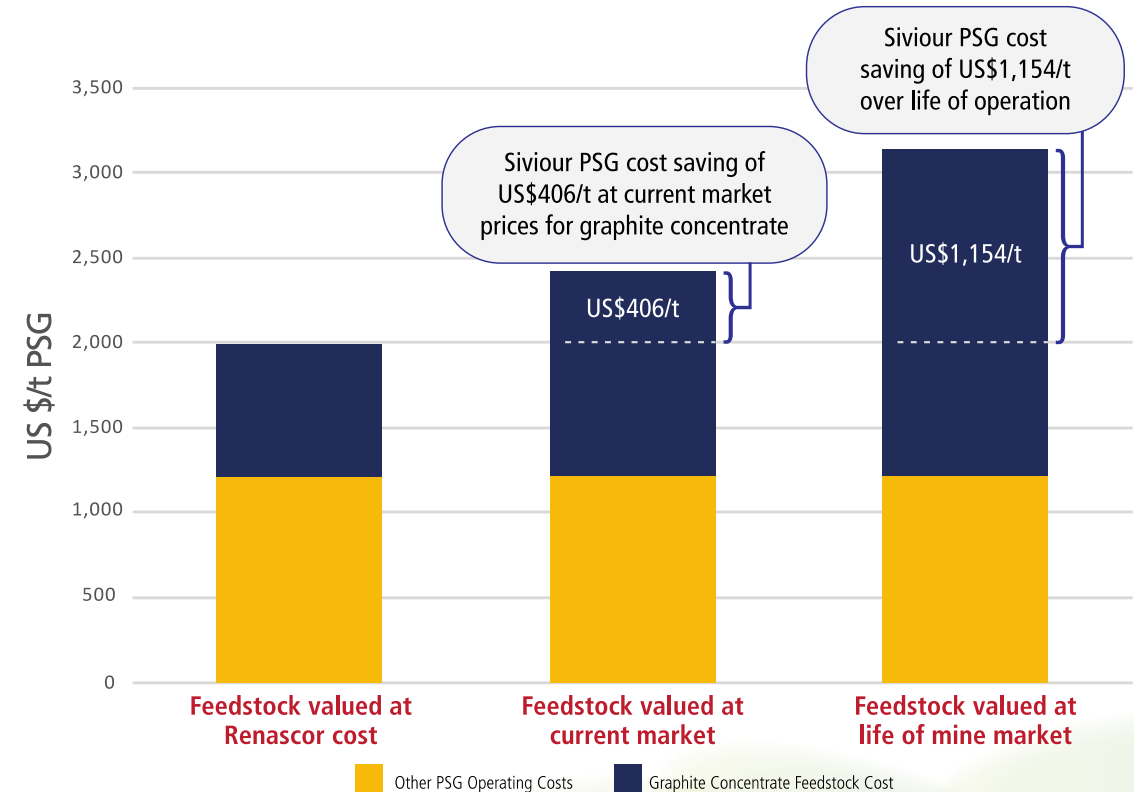 Siviour PSG cost
saving of US$1,154/t
over life of operation
Siviour PSG cost saving of
US$406/t at current market
prices for graphite concentrate
US $/t PSG
3,500
3,000
2,500
2,000
1,500
1,000
500
0
US$406/t
US$1,154/t
Feedstock valued at
Renascor cost
Feedstock valued at
current market
Feedstock valued at
life of mine market
Other PSG Operating Costs
Graphite Concentrate Feedstock Cost